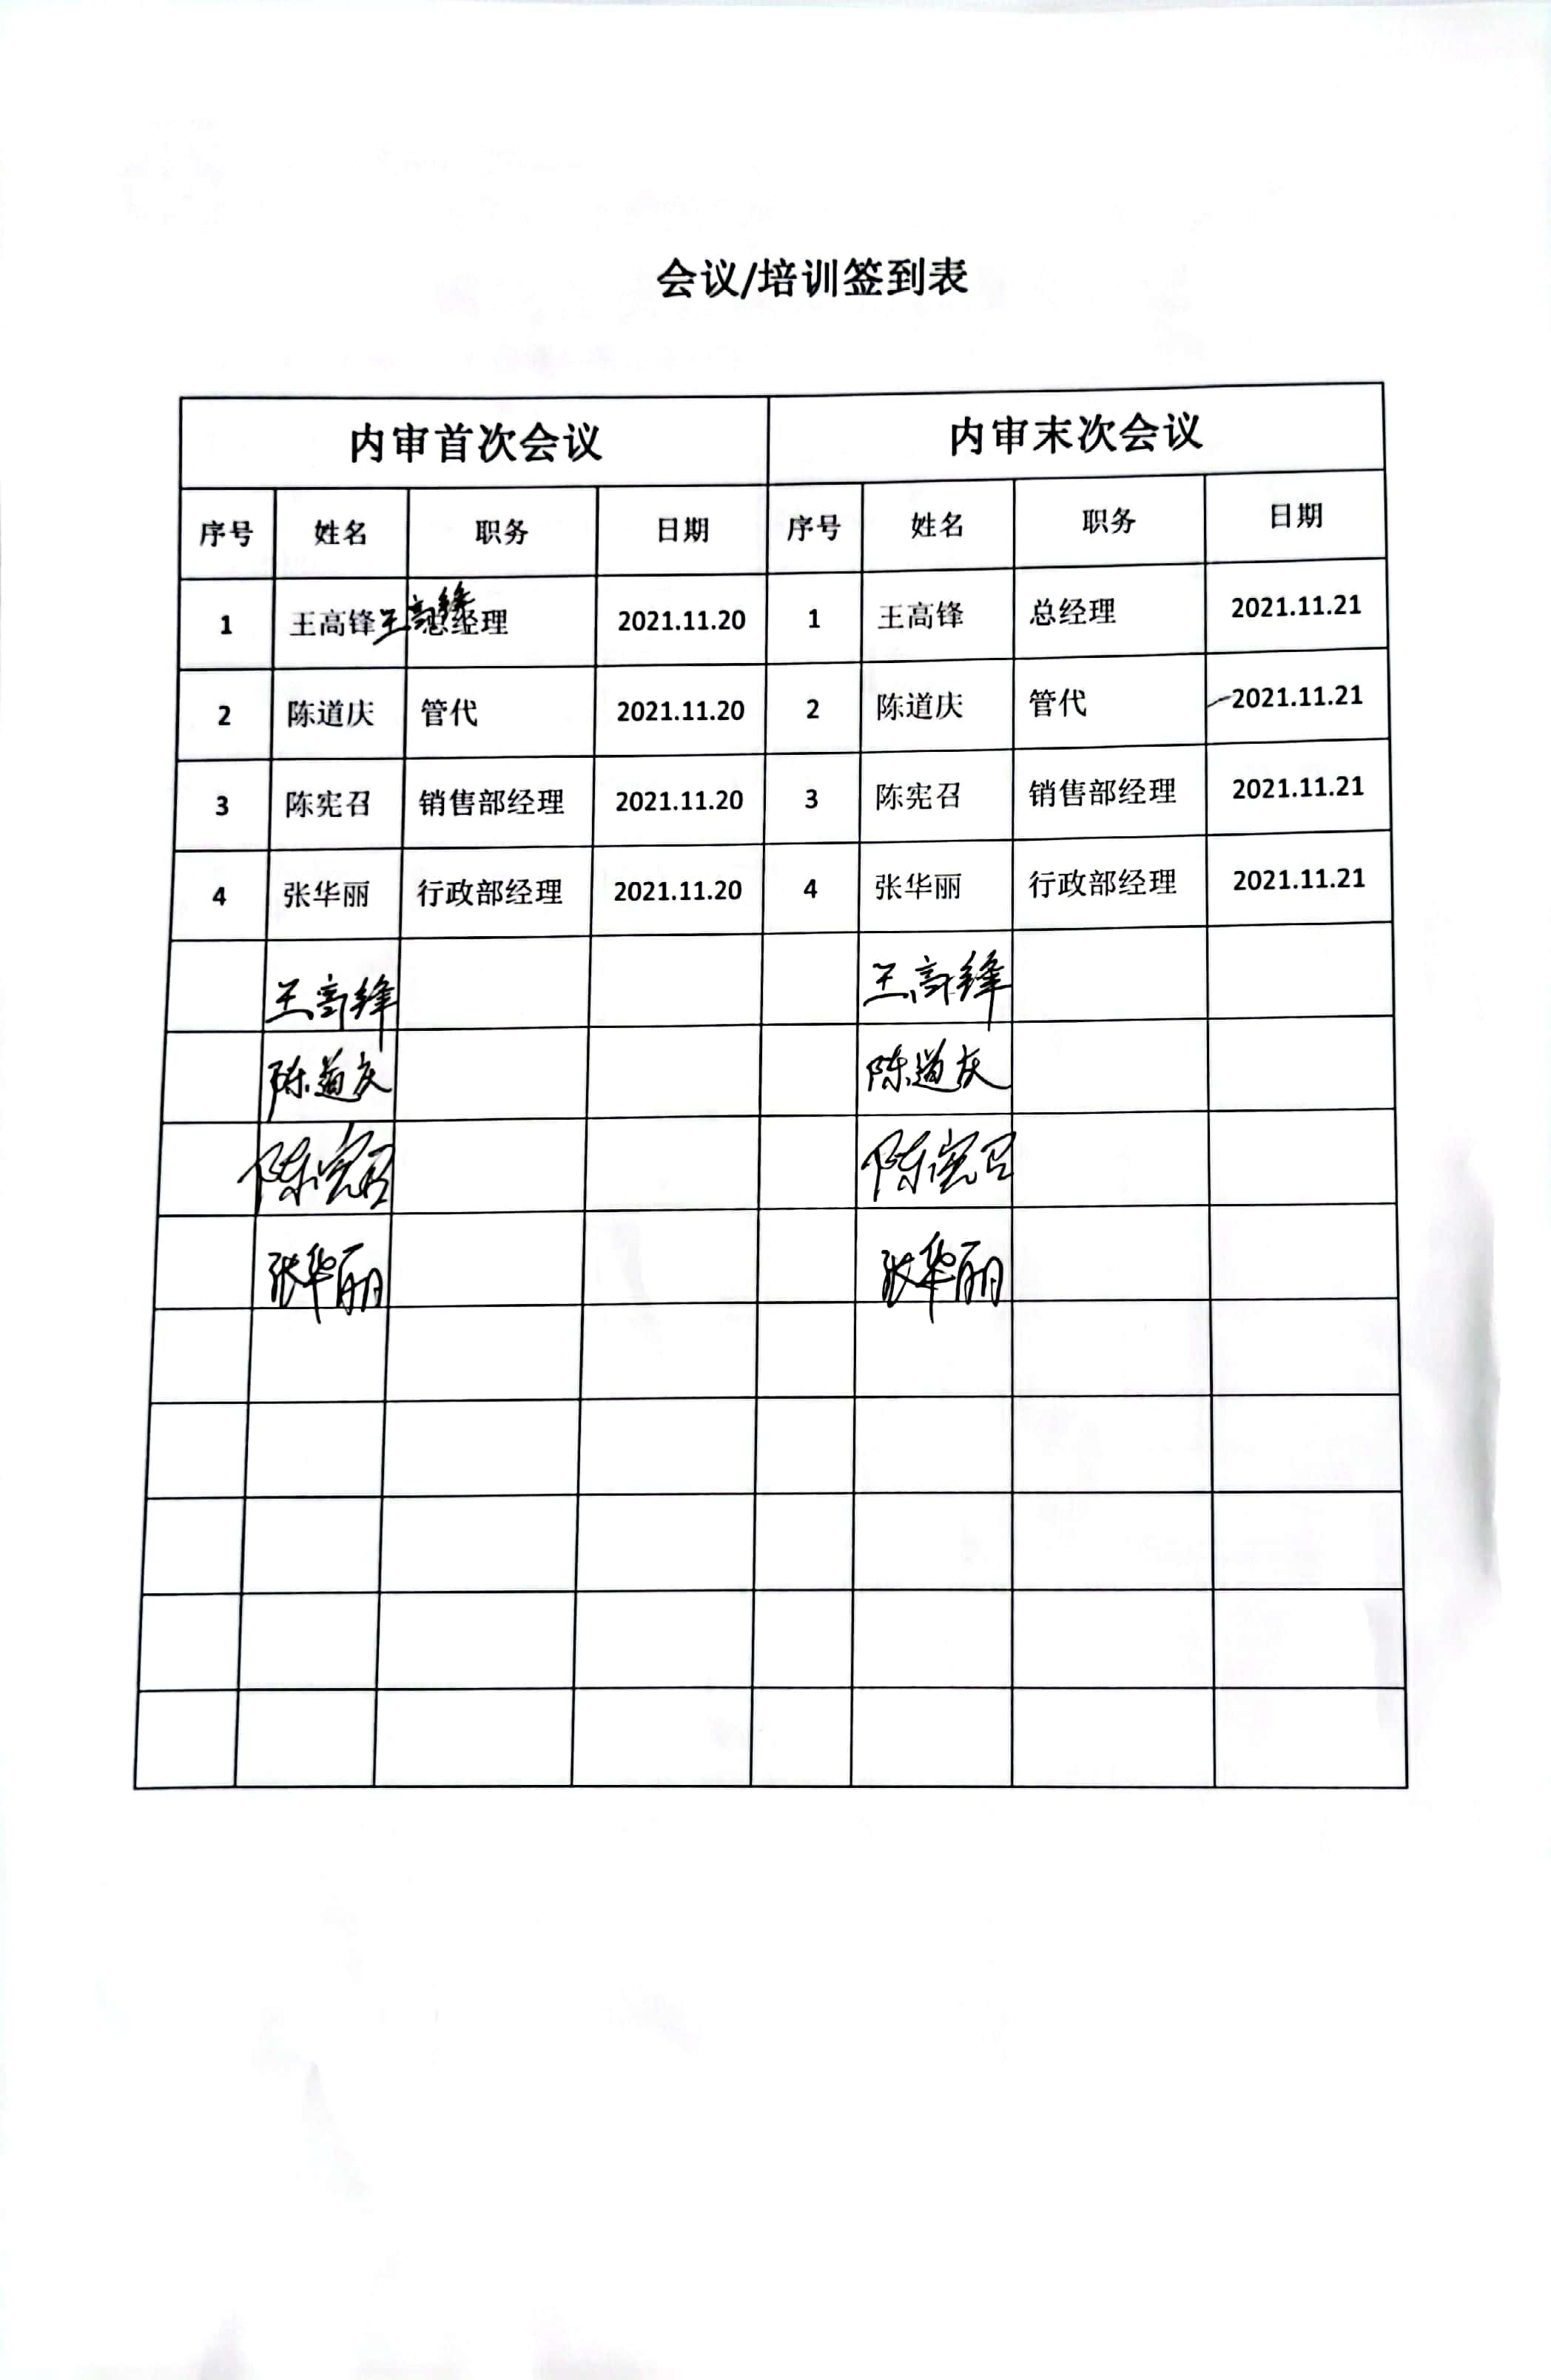 会议/培训签到表
内审首次会议 内审末次会议
序号 姓名 职务 日期 序号 姓名 职务 日期
1 王高锋 王高锋 总经理 2021.11.20 1 王高锋 总经理 2021.11.21
2 陈道庆 管代 2021.11.20 2 陈道庆 管代 2021.11.21
3 陈宪召 销售部经理 2021.11.20 3 陈宪召 销售部经理 2021.11.21
4 张华丽 行政部经理 2021.11.20 4 张华丽 行政部经理 2021.11.21
王高锋 王高锋
陈道庆 陈道庆
陈宪召 陈宪召
张华丽 张华丽